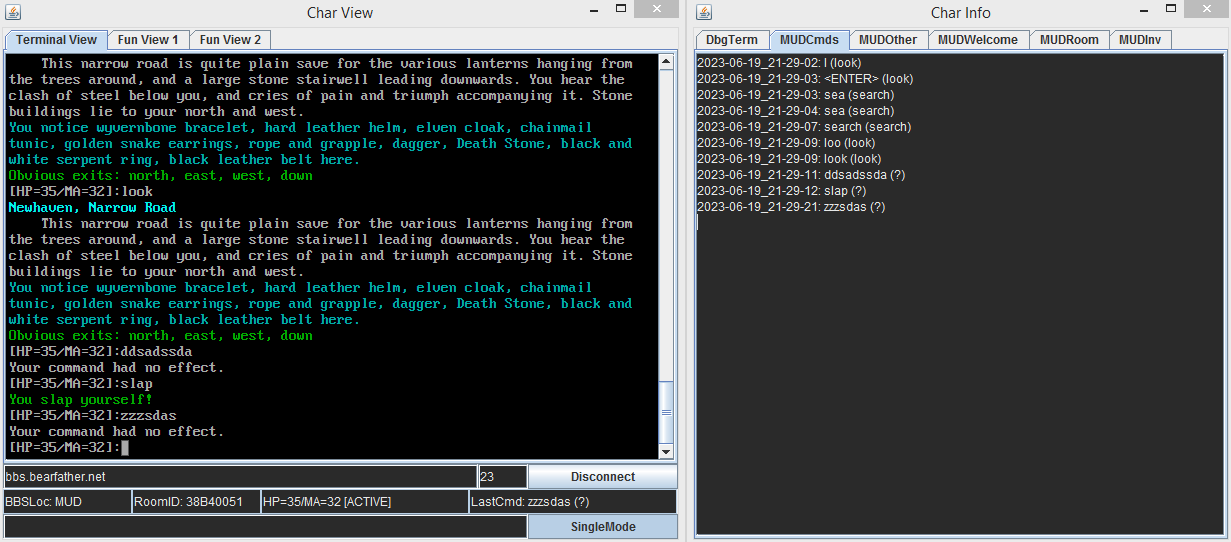 Char View
Terminal View Fun View 1 Fun View 2
This narrow road is quite plain save for the various lanterns hanging from
the trees around, and a large stone stairwell leading downwards. You hear the
clash of steel below you, and cries of pain and triumph accompanying it. Stone
buildings lie to your north and west.
You notice wyvernbone bracelet, hard leather helm, elven cloak, chainmail
tunic, golden snake earrings, rope and grapple, dagger, Death Stone, black and
white serpent ring, black leather belt here.
Obvious exits: north, east, west, down
[HP=35/MA=32]:look
Newhaven, Narrow Road
This narrow road is quite plain save for the various lanterns hanging from
the trees around, and a large stone stairwell leading downwards. You hear the
clash of steel below you, and cries of pain and triumph accompanying it. Stone
buildings lie to your north and west.
You notice wyvernbone bracelet, hard leather helm, elven cloak, chainmail
tunic, golden snake earrings, rope and grapple, dagger, Death Stone, black and
white serpent ring, black leather belt here.
Obvious exits: north, east, west, down
[HP=35/MA=32]:ddsadssda
Your command had no effect.
[HP=35/MA=32]:slap
You slap yourself!
[HP=35/MA=32]:zzzsdas
Your command had no effect.
[HP=35/MA=32]:
bbs.bearfather.net 23 Disconnect
BBSLoc: MUD RoomID: 38B40051 HP=35/MA=32 [ACTIVE] LastCmd: zzzsdas (?)
SingleMode
Char Info
DbgTerm MUDCmds MUDOther MUDWelcome MUDRoom MUDInv
2023-06-19_21-29-02: l (look)
2023-06-19_21-29-03: <ENTER> (look)
2023-06-19_21-29-03: sea (search)
2023-06-19_21-29-04: sea (search)
2023-06-19_21-29-07: search (search)
2023-06-19_21-29-09: loo (look)
2023-06-19_21-29-09: look (look)
2023-06-19_21-29-11: ddsadssda (?)
2023-06-19_21-29-12: slap (?)
2023-06-19_21-29-21: zzzsdas (?)